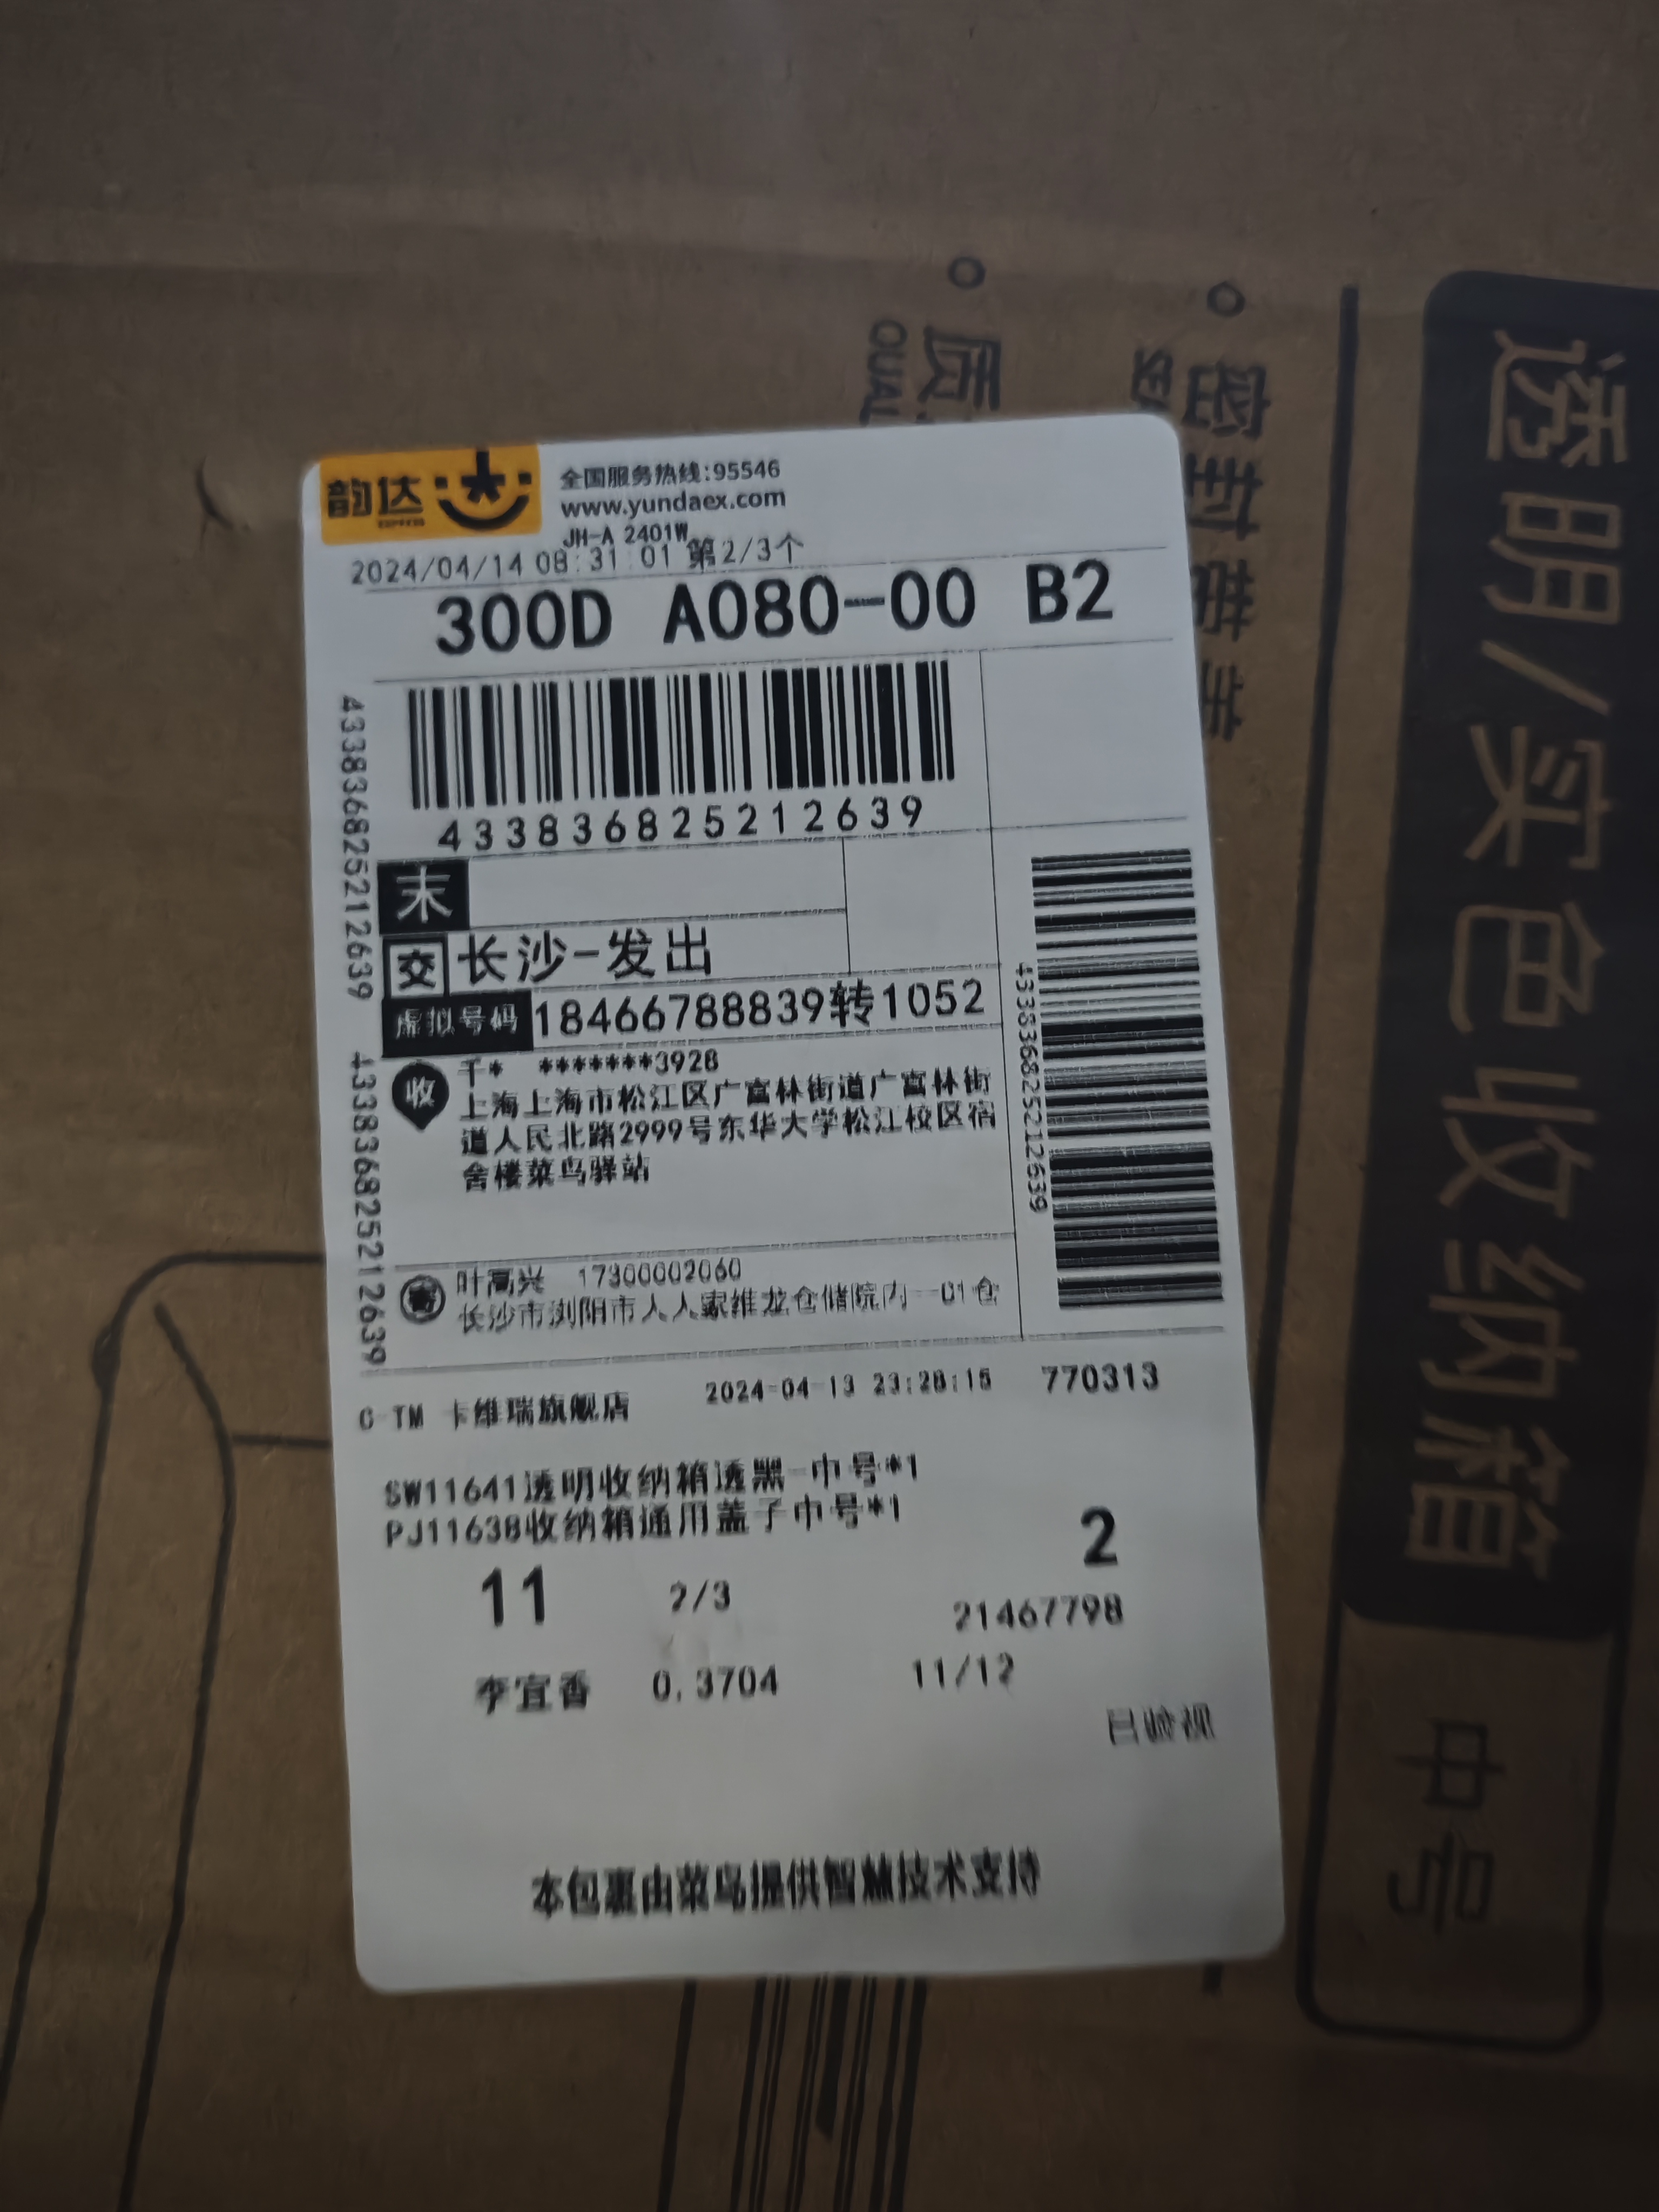 韵达
EXPRESS
全国服务热线:95546
www.yundaex.com
JH-A 2401W
2024/04/14 08:31:01 第2/3个
300D A080-00 B2
433836825212639
433836825212639
433836825212639
433836825212639
末
交 长沙-发出
虚拟号码 18466788839转1052
收 千* *******3928
上海上海市松江区广富林街道广富林街
道人民北路2999号东华大学松江校区宿
舍楼菜鸟驿站
寄 叶高兴 17300002060
长沙市浏阳市人人家维龙仓储院内 01仓
C TM 卡维瑞旗舰店 2024-04-13 23:28:15 770313
SW11641透明收纳箱透黑-中号*1
PJ11638收纳箱通用盖子中号*1
2
11 2/3 21467798
李宜香 0.3704 11/12
已验视
本包裹由菜鸟提供智慧技术支持
透明/实色收纳箱
中号
密封带手
SEA
质
QUAL